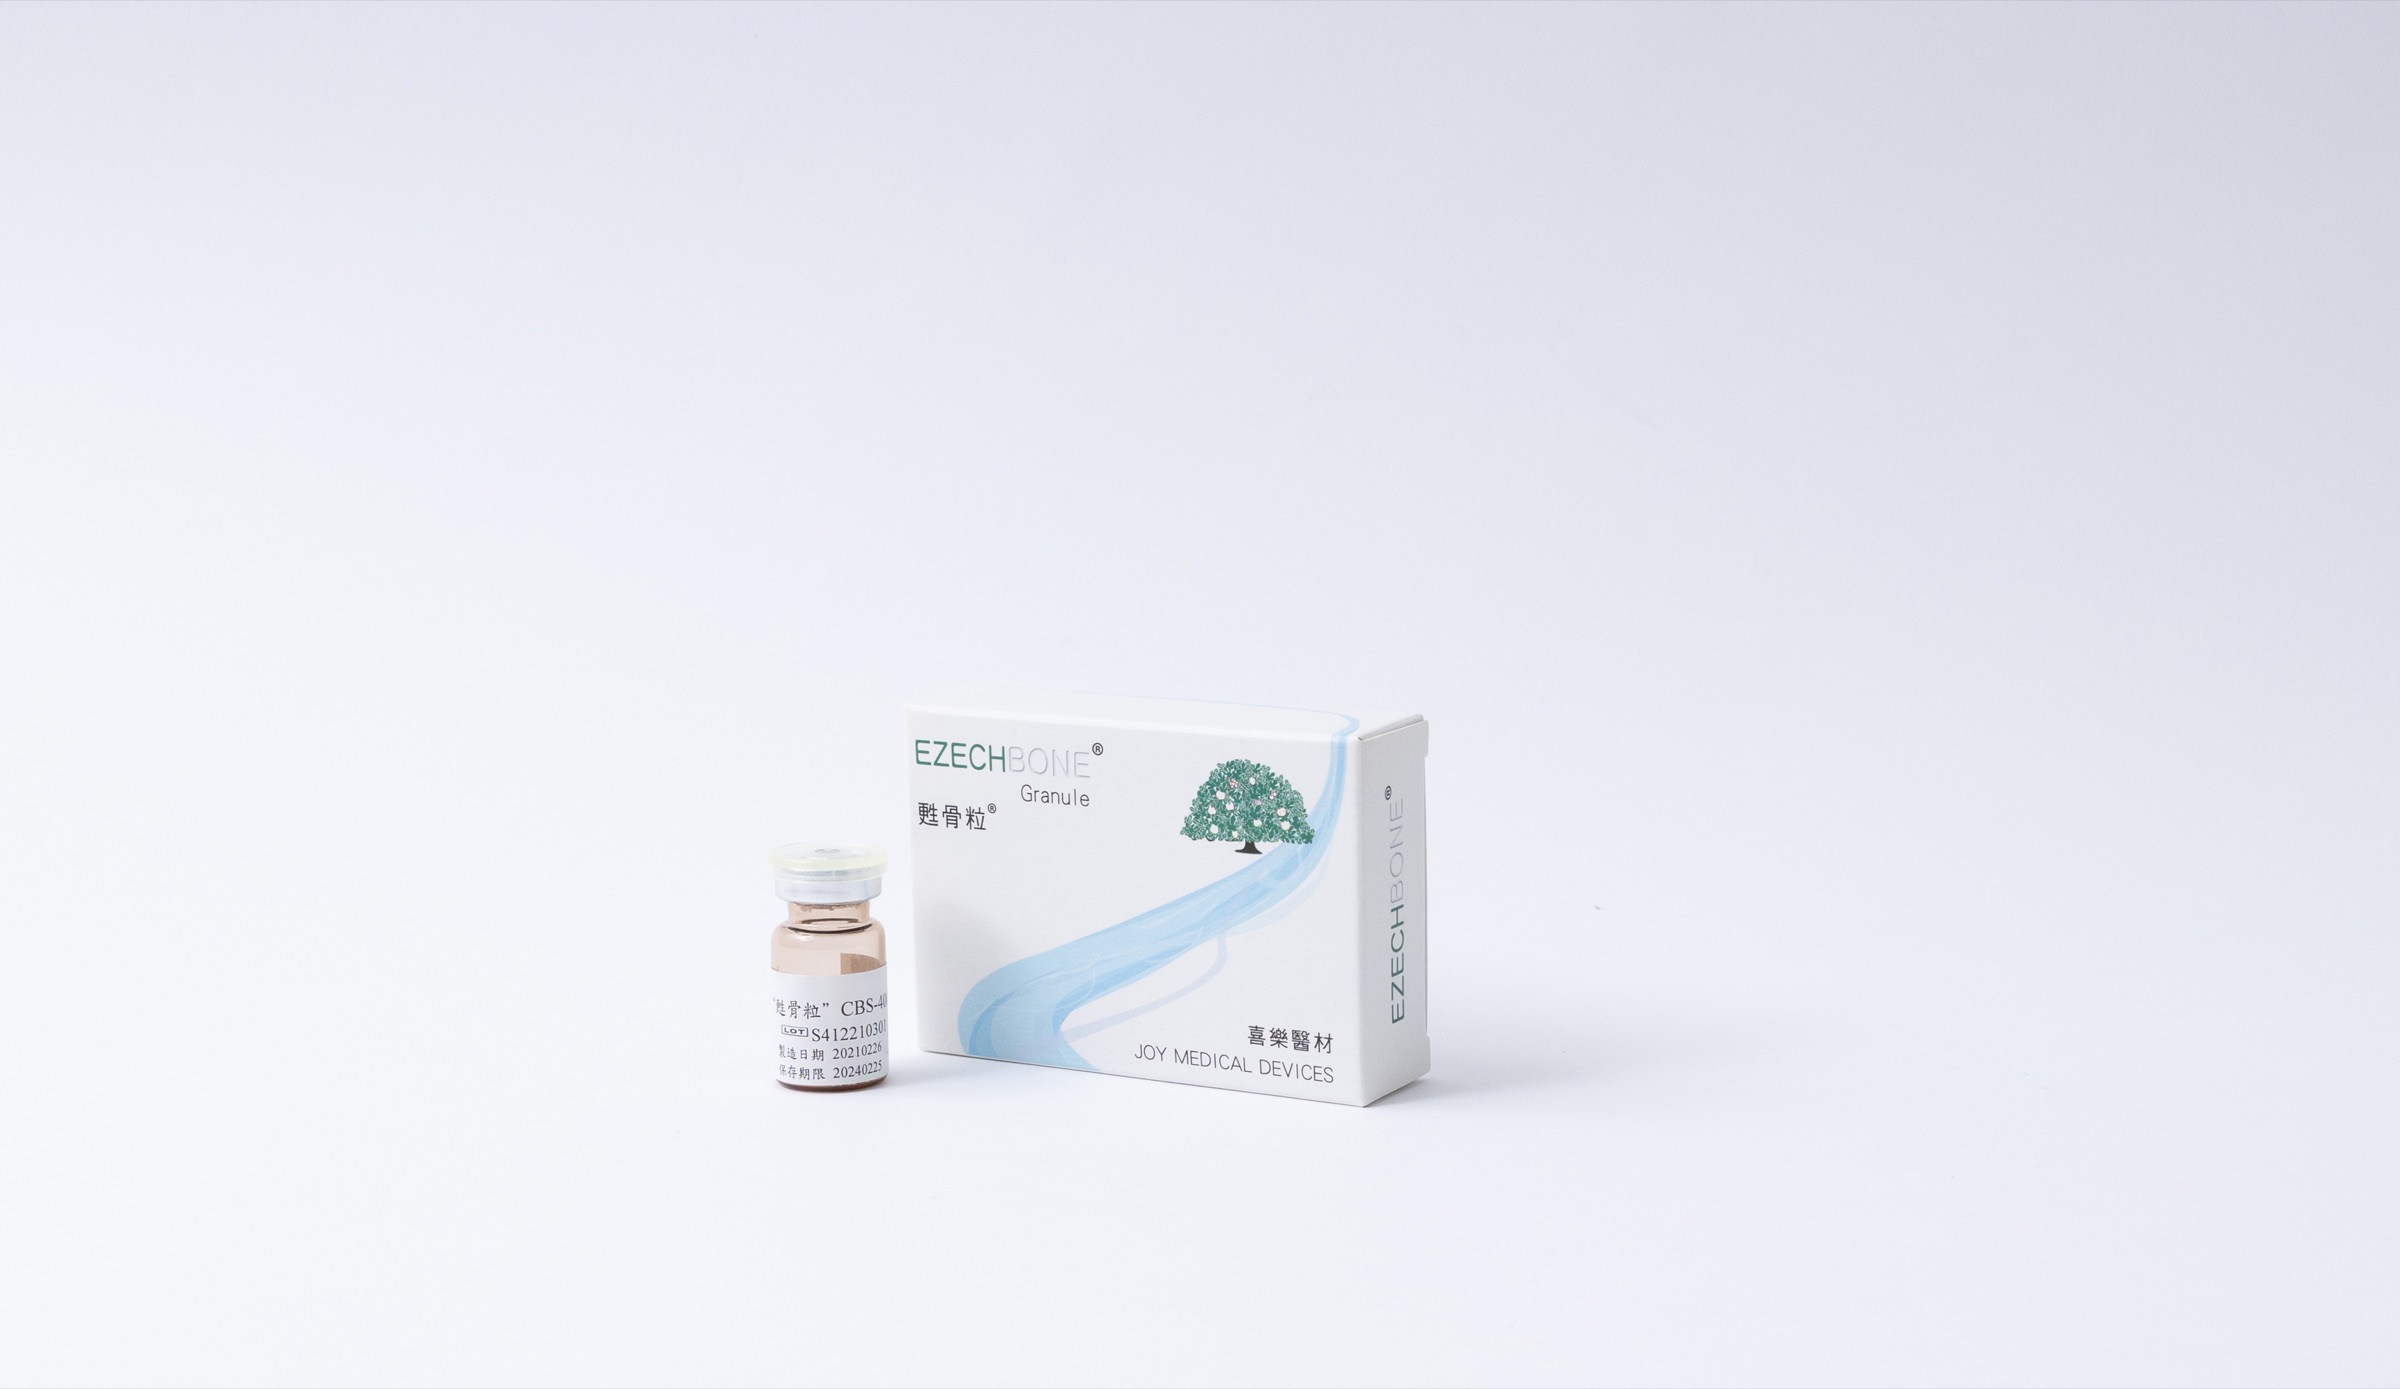 EZECHBONE®
Granule
甦骨粒®
喜樂醫材
JOY MEDICAL DEVICES
EZECHBONE®
"甦骨粒" CBS-40
LOT S412210301
製造日期 20210226
保存期限 20240225